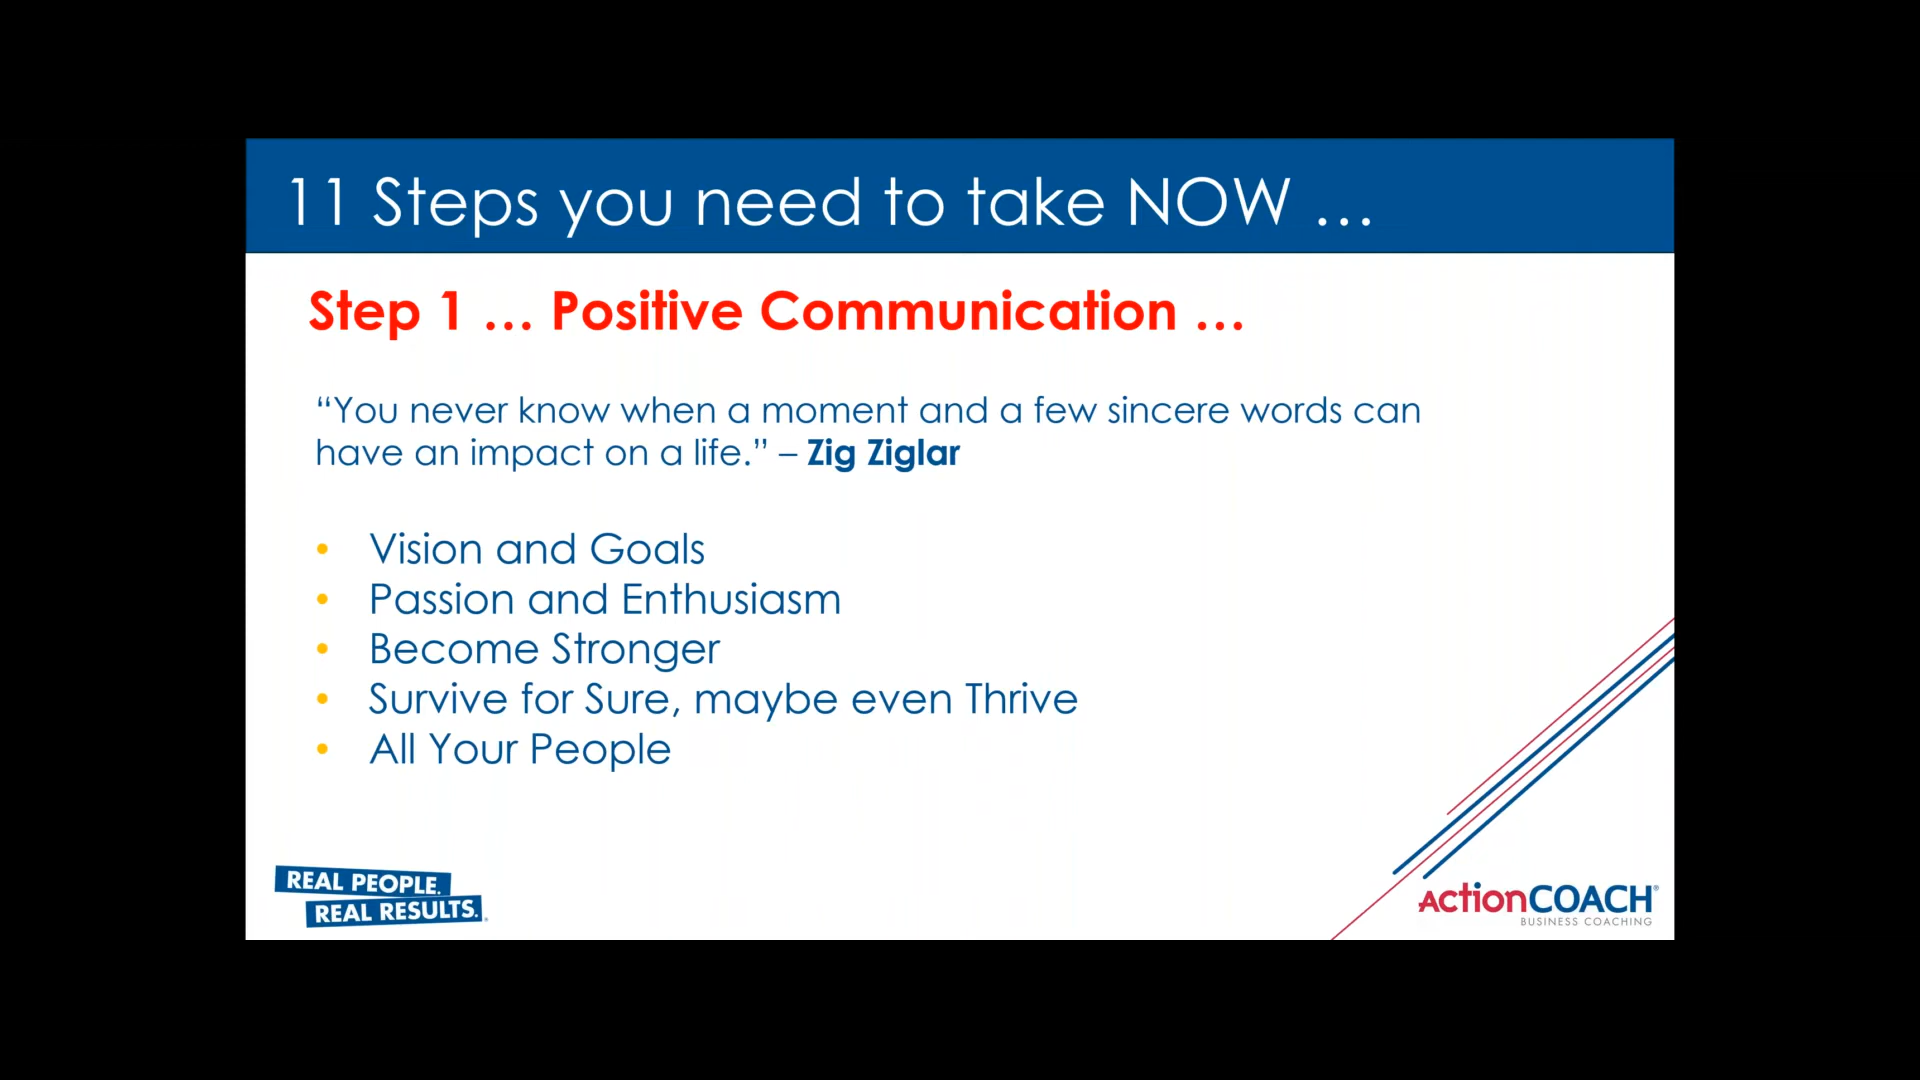 11 Steps you need to take NOW ...
Step 1 ... Positive Communication ...
“You never know when a moment and a few sincere words can
have an impact on a life.” – Zig Ziglar
• Vision and Goals
• Passion and Enthusiasm
• Become Stronger
• Survive for Sure, maybe even Thrive
• All Your People
REAL PEOPLE.
REAL RESULTS.
ActionCOACH®
BUSINESS COACHING